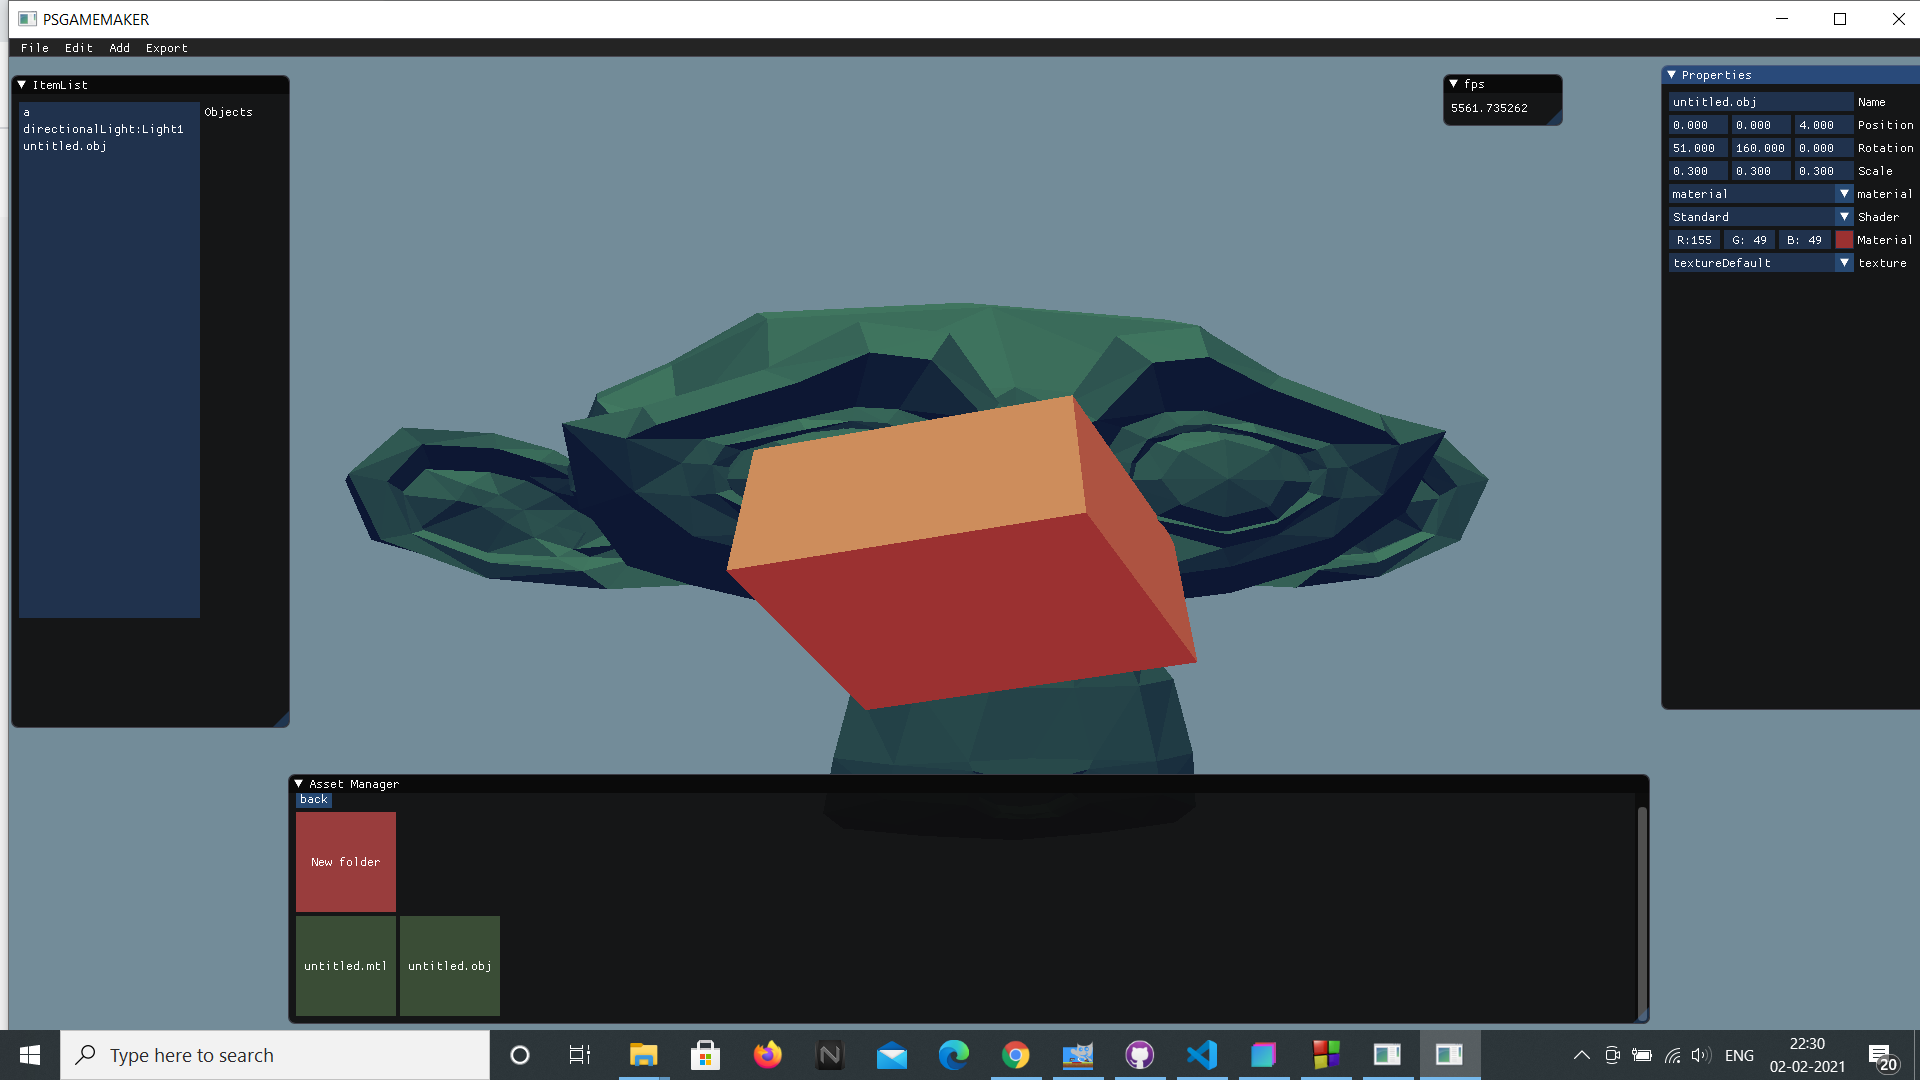 PSGAMEMAKER
File Edit Add Export
ItemList
a
directionalLight:Light1
untitled.obj
Objects
fps
5561.735262
Properties
untitled.obj Name
0.000 0.000 4.000 Position
51.000 160.000 0.000 Rotation
0.300 0.300 0.300 Scale
material material
Standard Shader
R:155 G: 49 B: 49 Material
textureDefault texture
Asset Manager
back
New folder
untitled.mtl untitled.obj
Type here to search
ENG
22:30
02-02-2021
20